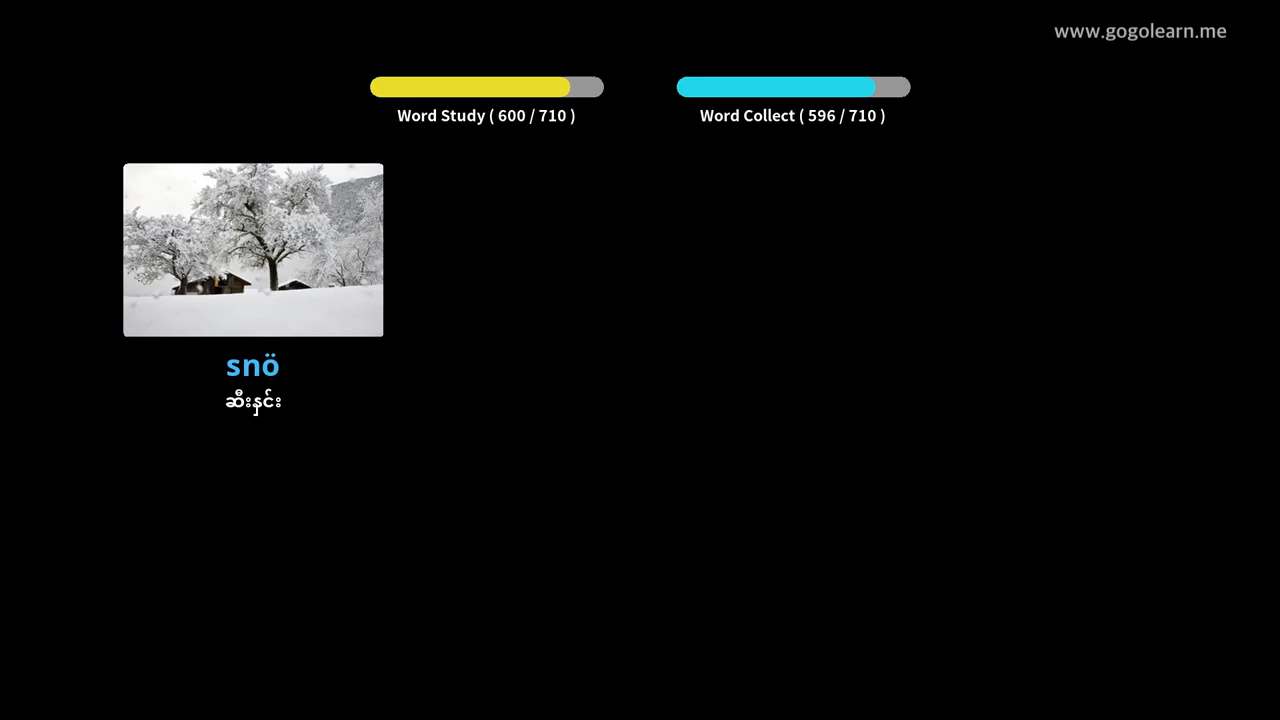 www.gogolearn.me
Word Study ( 600 / 710 )
Word Collect ( 596 / 710 )
snö
ဆီးနှင်း